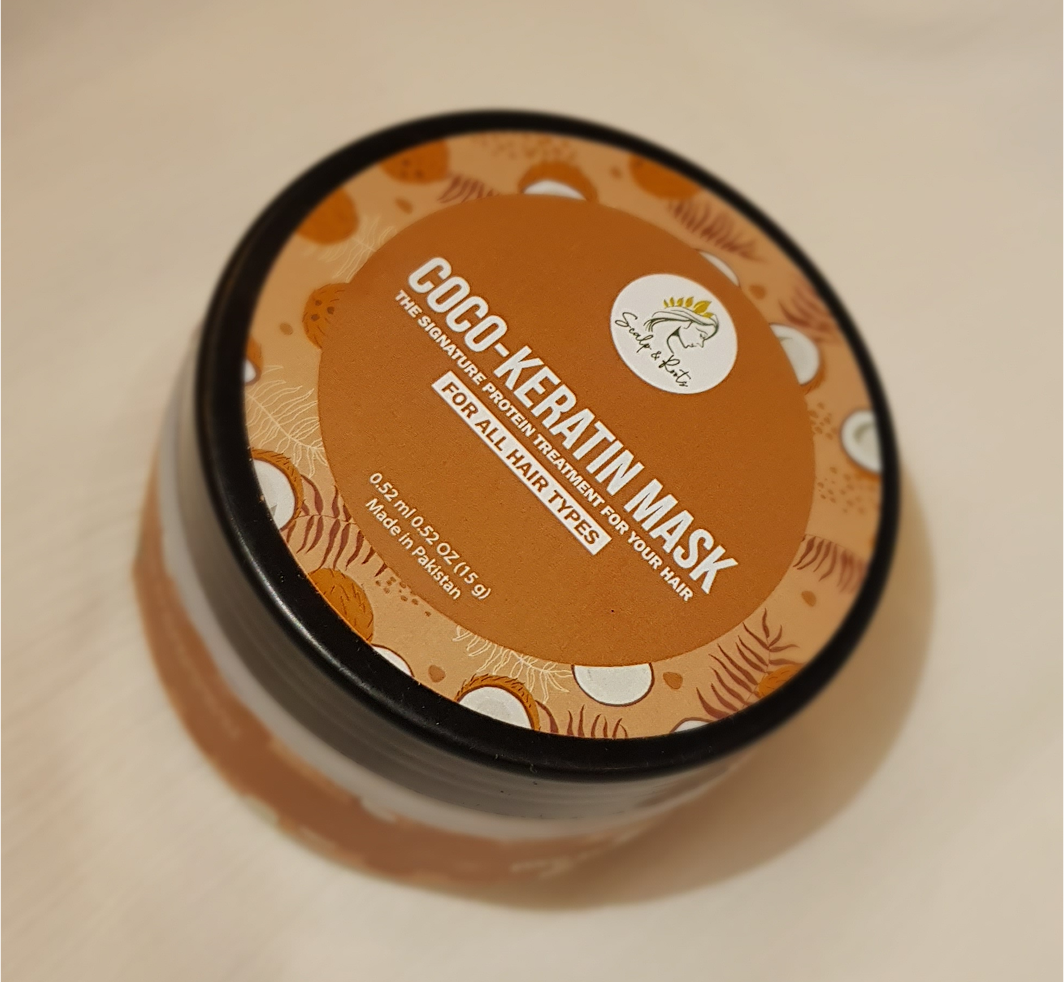 Scalp & Roots
COCO-KERATIN MASK
THE SIGNATURE PROTEIN TREATMENT FOR YOUR HAIR
FOR ALL HAIR TYPES
0.52 ml 0.52 OZ (15 g)
Made in Pakistan